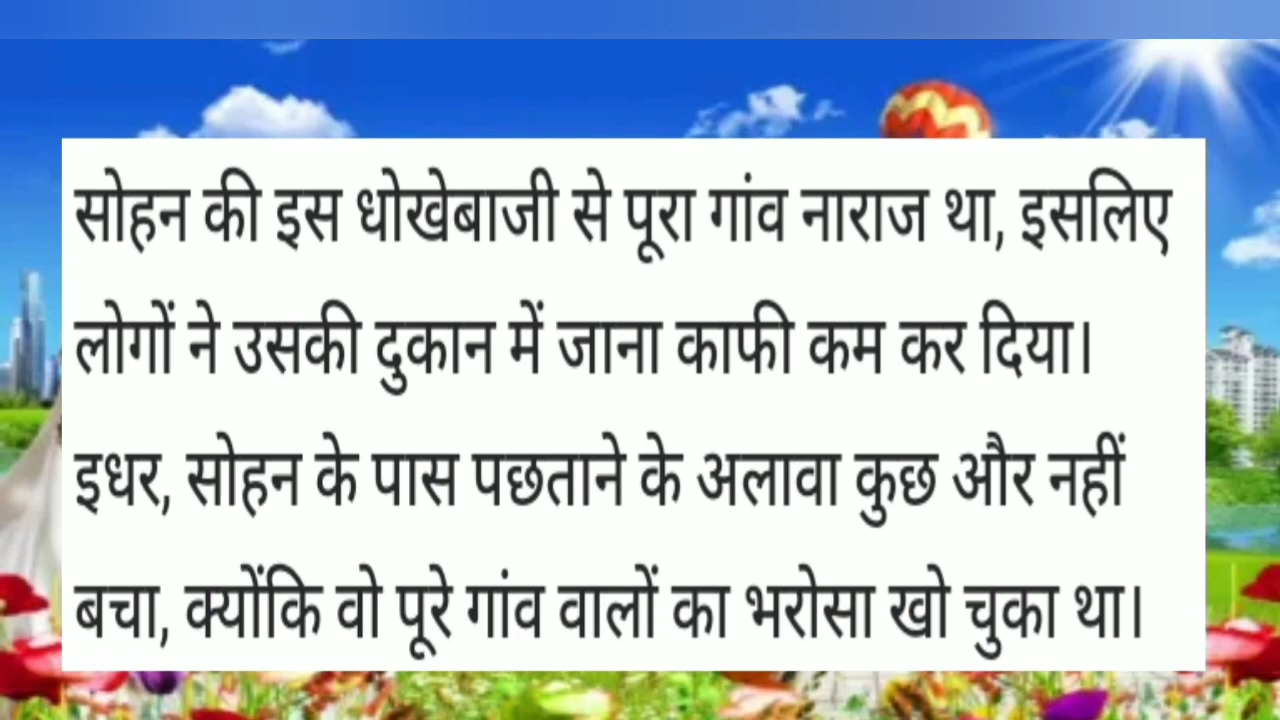 सोहन की इस धोखेबाजी से पूरा गांव नाराज था, इसलिए
लोगों ने उसकी दुकान में जाना काफी कम कर दिया।
इधर, सोहन के पास पछताने के अलावा कुछ और नहीं
बचा, क्योंकि वो पूरे गांव वालों का भरोसा खो चुका था।